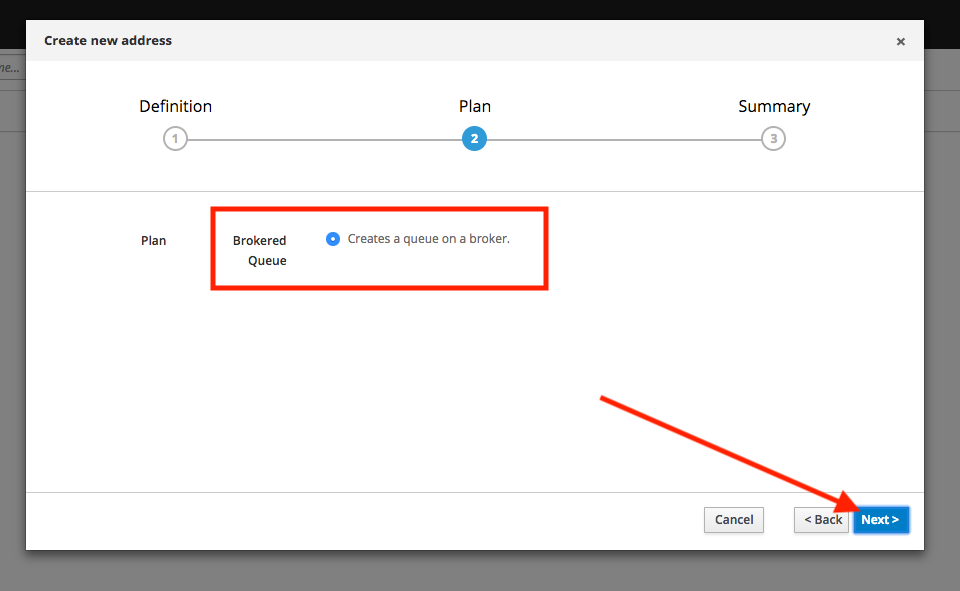 Create new address
×
me...
Definition
Plan
Summary
1
2
3
Plan
Brokered
Queue
Creates a queue on a broker.
Cancel
< Back
Next >